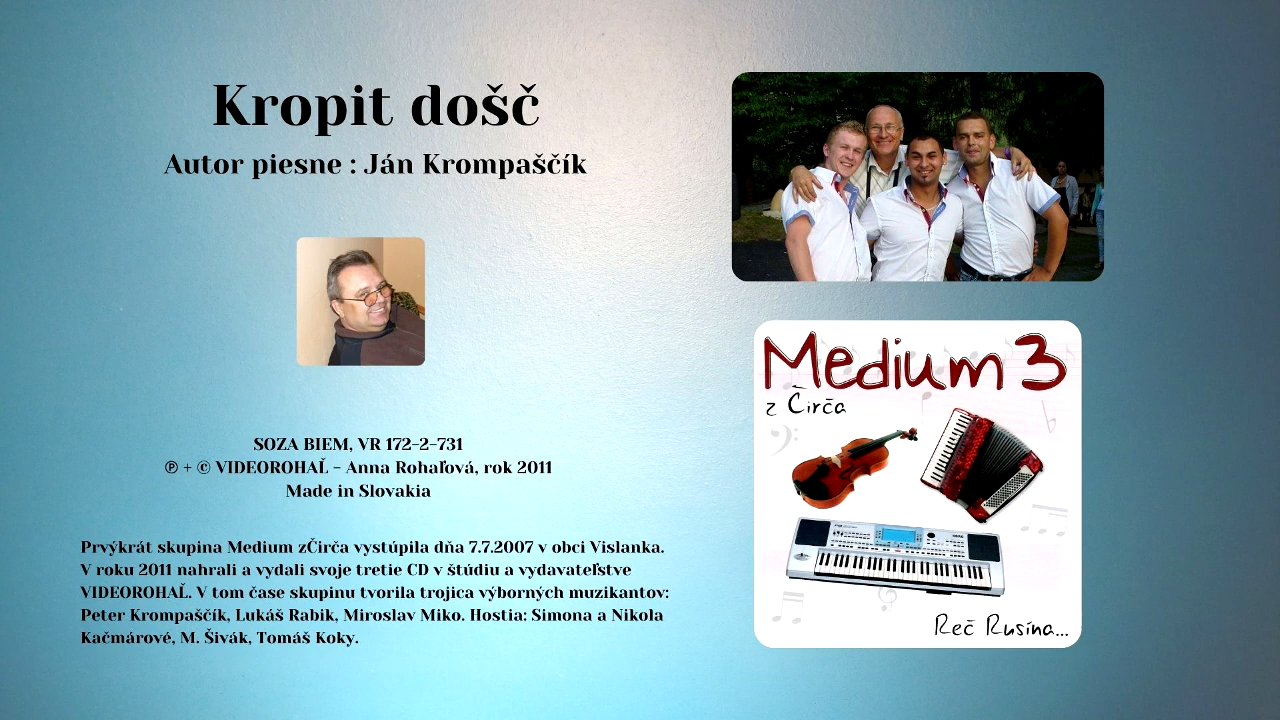 Kropit došč
Autor piesne : Ján Krompaščík
SOZA BIEM, VR 172-2-731
℗ + © VIDEOROHAĽ - Anna Rohaľová, rok 2011
Made in Slovakia
Prvýkrát skupina Medium zČirča vystúpila dňa 7.7.2007 v obci Vislanka.
V roku 2011 nahrali a vydali svoje tretie CD v štúdiu a vydavateľstve
VIDEOROHAĽ. V tom čase skupinu tvorila trojica výborných muzikantov:
Peter Krompaščík, Lukáš Rabik, Miroslav Miko. Hostia: Simona a Nikola
Kačmárové, M. Šivák, Tomáš Koky.
Medium 3
z Čirča
Reč Rusína...